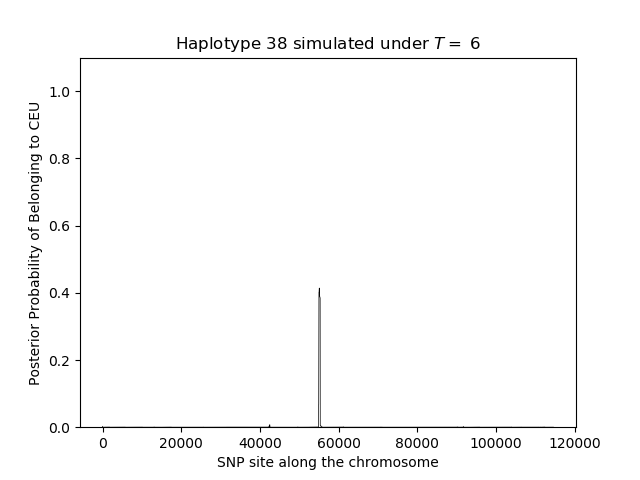 Haplotype 38 simulated under T = 6
Posterior Probability of Belonging to CEU
1.0
0.8
0.6
0.4
0.2
0.0
0 20000 40000 60000 80000 100000 120000
SNP site along the chromosome